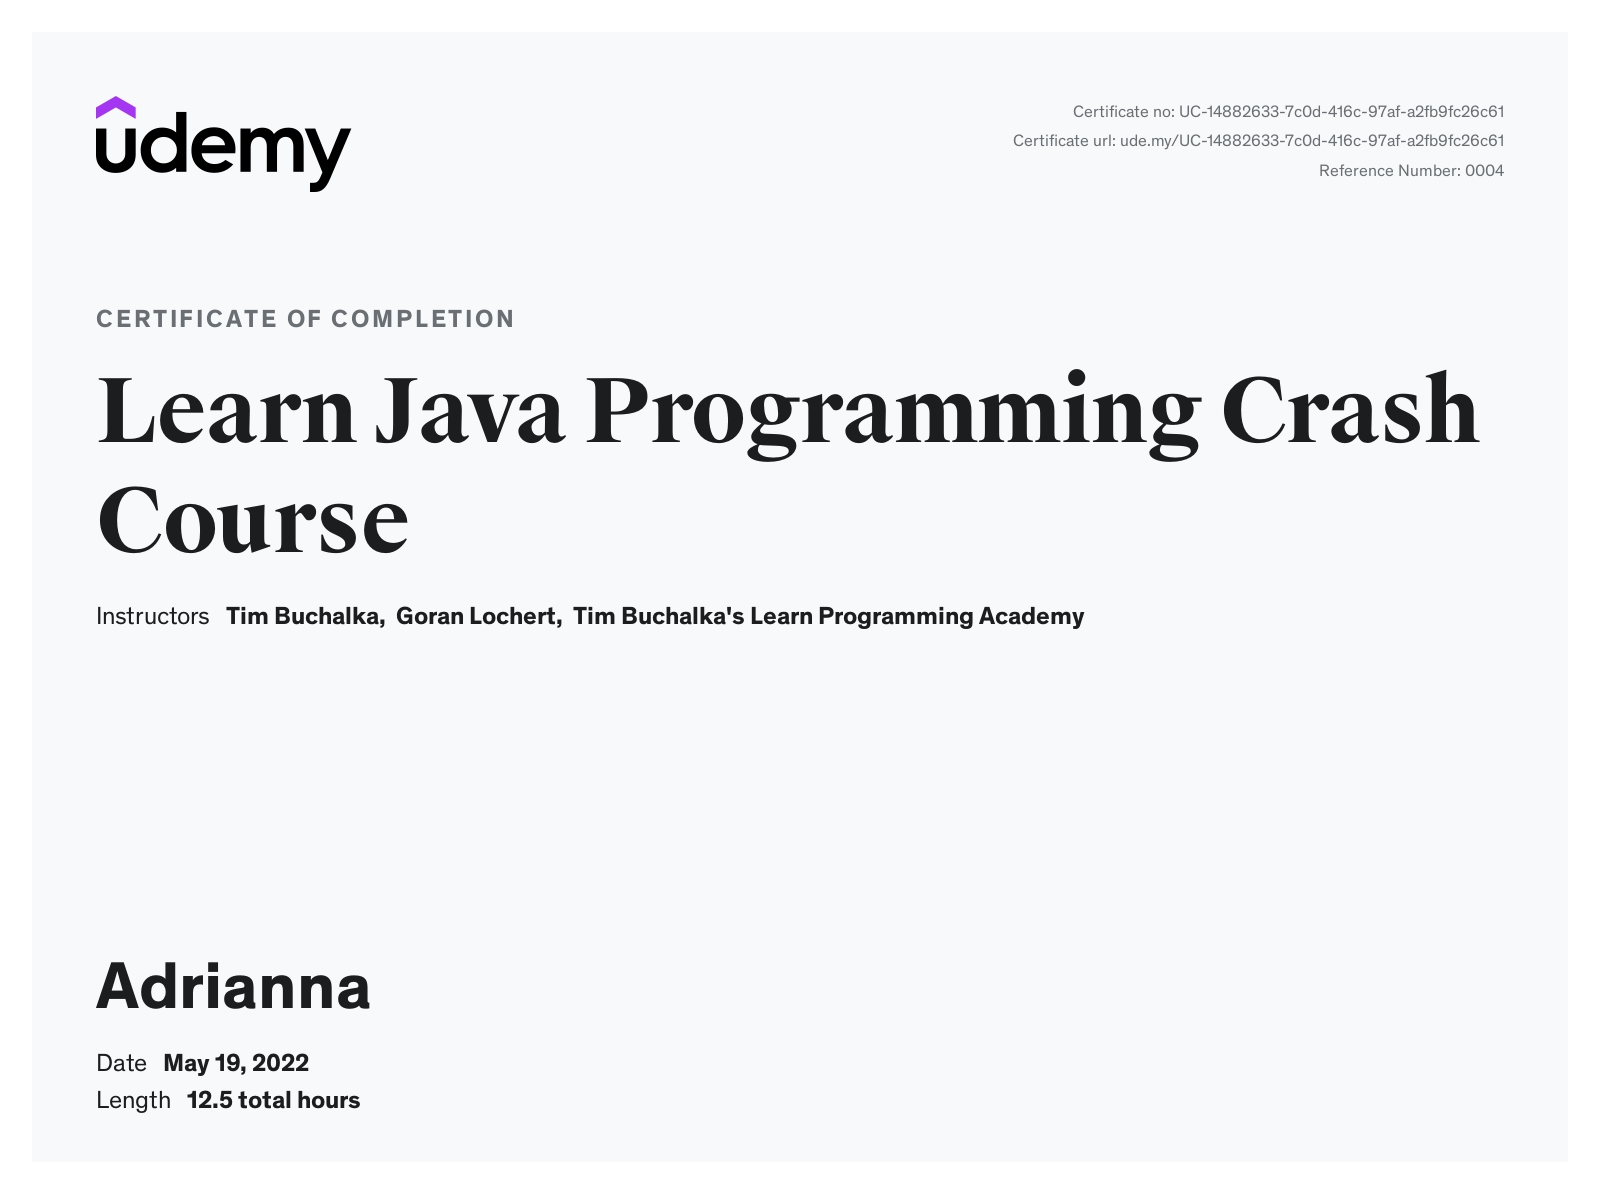 udemy
Certificate no: UC-14882633-7c0d-416c-97af-a2fb9fc26c61
Certificate url: ude.my/UC-14882633-7c0d-416c-97af-a2fb9fc26c61
Reference Number: 0004
CERTIFICATE OF COMPLETION
Learn Java Programming Crash
Course
Instructors Tim Buchalka, Goran Lochert, Tim Buchalka's Learn Programming Academy
Adrianna
Date May 19, 2022
Length 12.5 total hours